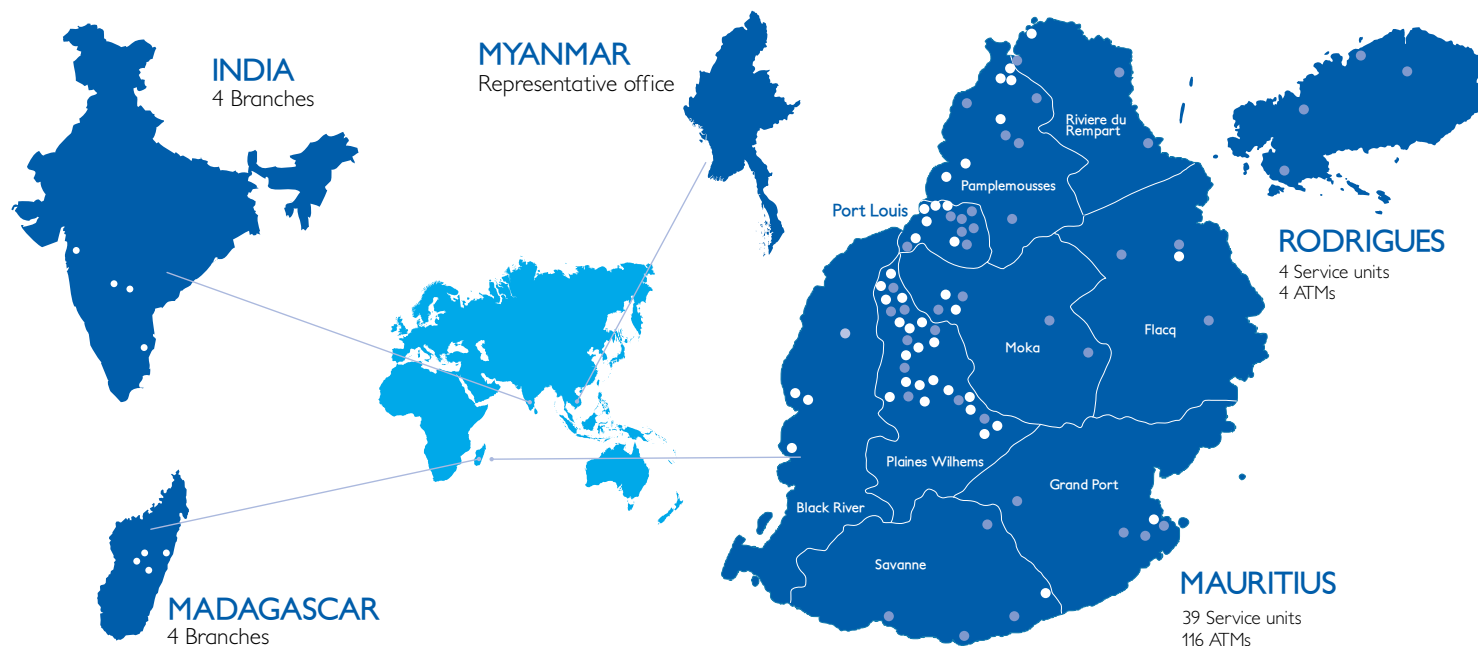 INDIA
4 Branches
MYANMAR
Representative office
Riviere du
Rempart
Pamplemousses
Port Louis
RODRIGUES
4 Service units
4 ATMs
Flacq
Moka
Plaines Wilhems
Grand Port
Black River
Savanne
MAURITIUS
39 Service units
116 ATMs
MADAGASCAR
4 Branches